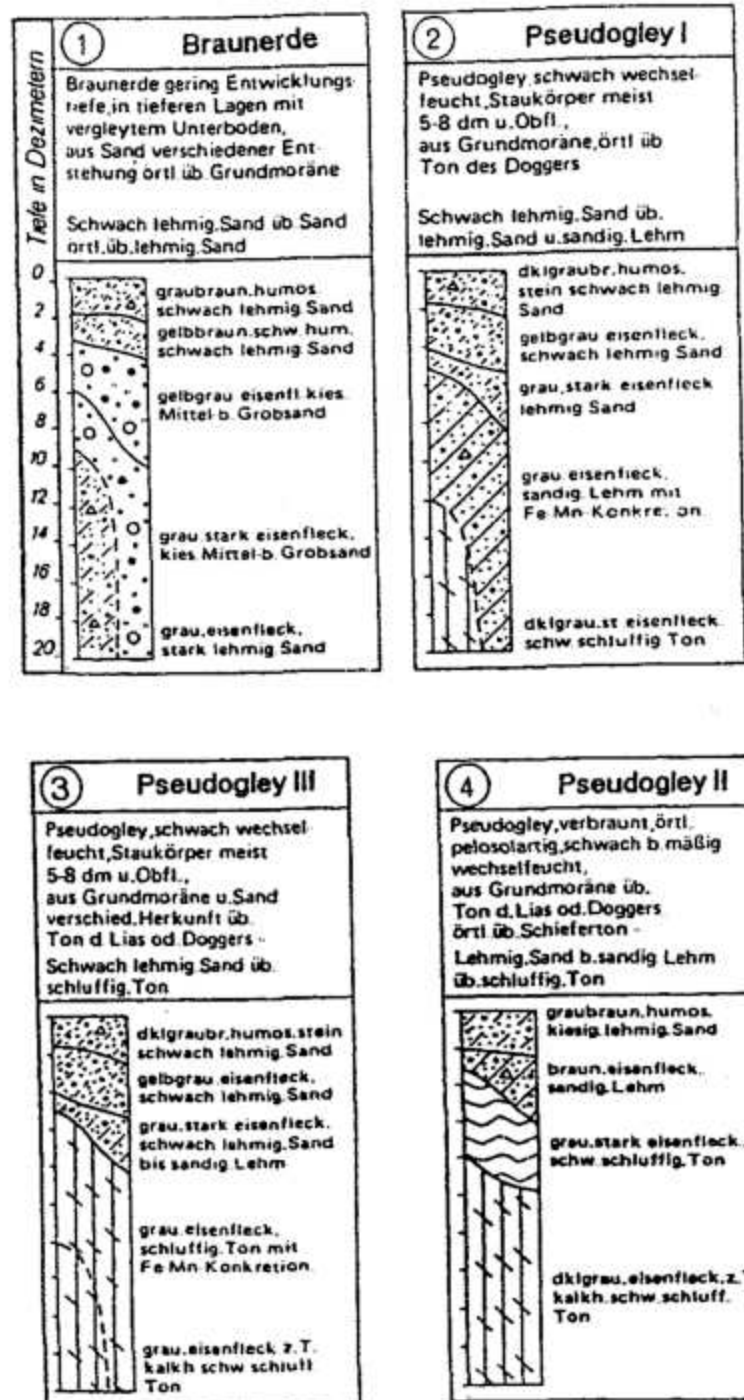 Tiefe in Dezimetern
0
2
4
6
8
10
12
14
16
18
20
1
Braunerde
Braunerde gering Entwicklungs-
tiefe,in tieferen Lagen mit
vergleytem Unterboden,
aus Sand verschiedener Ent-
stehung örtl üb. Grundmoräne
Schwach lehmig.Sand üb Sand
örtl.üb.lehmig.Sand
graubraun.humos
schwach lehmig Sand
gelbbraun.schw hum.
schwach lehmig Sand
gelbgrau eisenfl.kies
Mittel-b. Grobsand
grau stark eisenfleck,
kies Mittel-b. Grobsand
grau.eisenfleck,
stark lehmig Sand
2
Pseudogley I
Pseudogley,schwach wechsel-
feucht,Staukörper meist
5-8 dm u.Obfl.,
aus Grundmoräne,örtl üb
Ton des Doggers
Schwach lehmig.Sand üb.
lehmig.Sand u.sandig.Lehm
dklgraubr.humos.
stein schwach lehmig
Sand
gelbgrau eisenfleck,
schwach lehmig Sand
grau,stark eisenfleck
lehmig Sand
grau eisenfleck.
sandig Lehm mit
Fe Mn
dklgrau.st eisenfleck
schw schluffig Ton
3
Pseudogley III
Pseudogley,schwach wechsel
feucht,Staukörper meist
5-8 dm u.Obfl.,
aus Grundmoräne u.Sand
verschied.Herkunft üb.
Ton d Lias od.Doggers -
Schwach lehmig Sand üb.
schluffig.Ton
dklgraubr.humos.stein
schwach lehmig.Sand
gelbgrau.eisenfleck,
schwach lehmig.Sand
grau.stark eisenfleck.
schwach lehmig.Sand
bis sandig Lehm
grau.eisenfleck,
schluffig.Ton mit
Fe Mn Konkretion
grau.eisenfleck z.T.
kalkh schw schluff
Ton
4
Pseudogley II
Pseudogley,verbraunt,örtl.
pelosolartig,schwach b mäßig
wechselfeucht,
aus Grundmoräne üb.
Ton d.Lias od.Doggers
örtl üb Schieferton -
Lehmig.Sand b.sandig Lehm
üb.schluffig.Ton
graubraun.humos.
kiesig.lehmig.Sand
braun.eisenfleck.
sandig.Lehm
grau.stark eisenfleck.
schw.schluffig.Ton
dklgrau.eisenfleck.z.T
kalkh.schw.schluff.
Ton